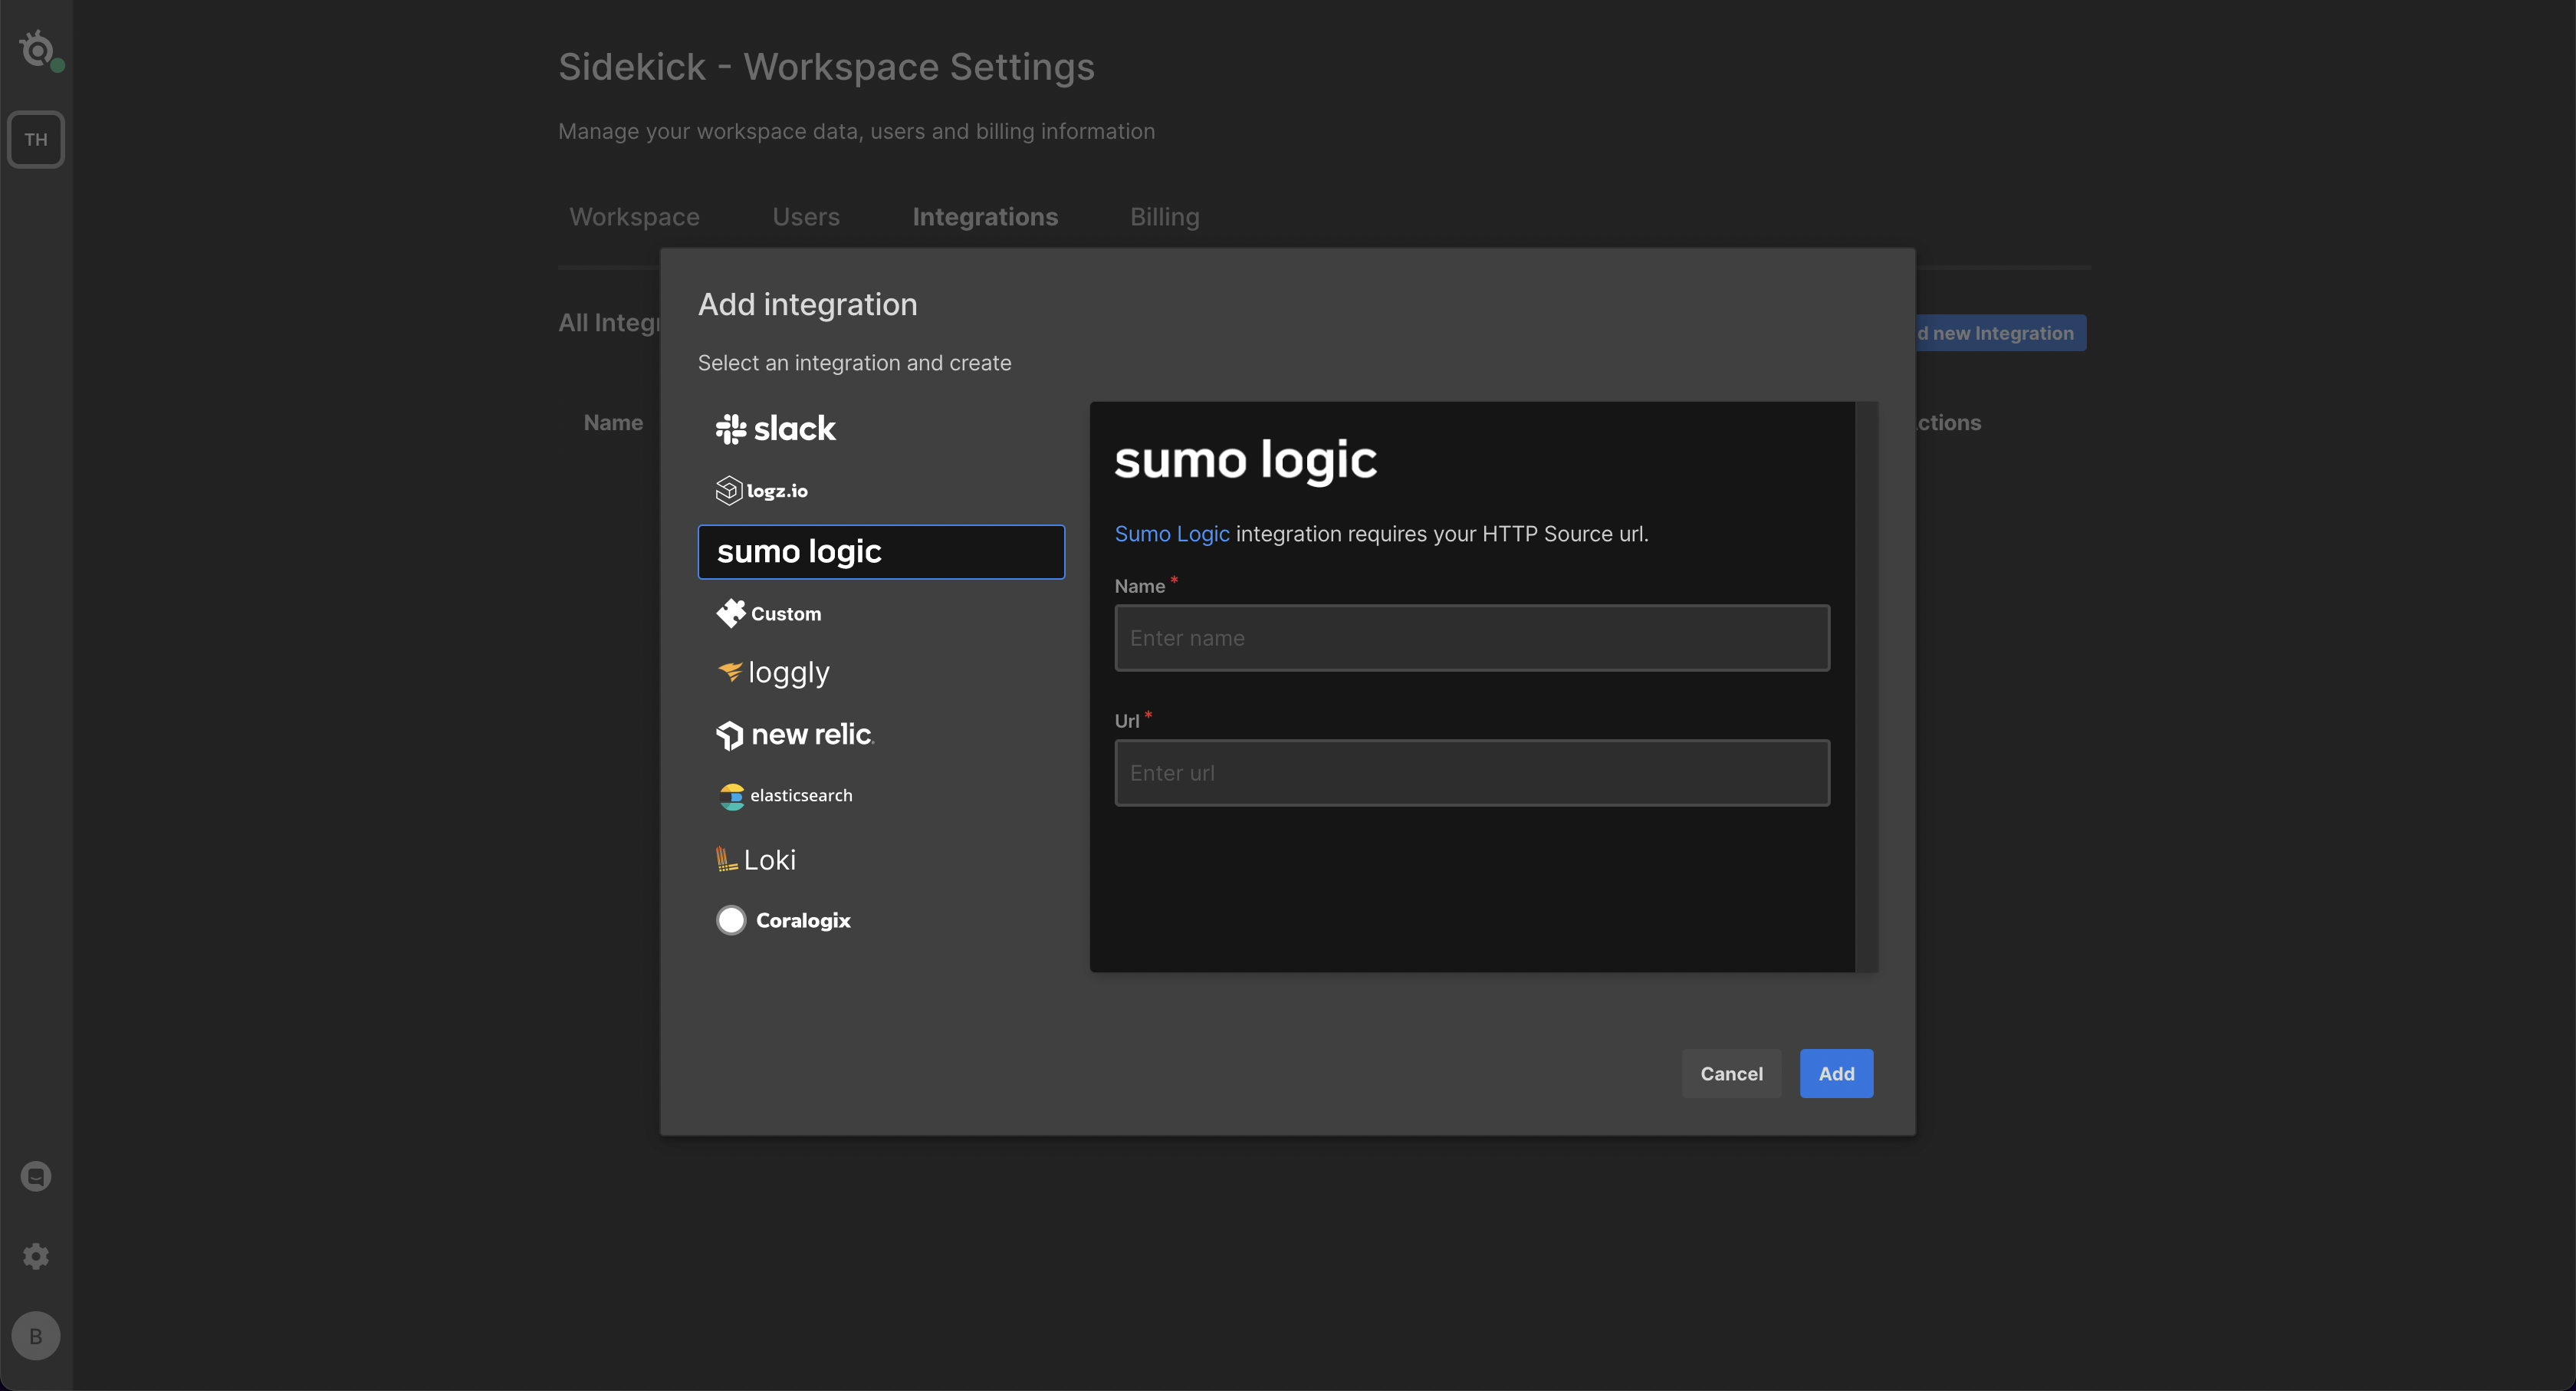 TH
Sidekick - Workspace Settings
Manage your workspace data, users and billing information
Workspace Users Integrations Billing
Add integration
All Integr
d new Integration
Select an integration and create
Name
ctions
slack
logz.io
sumo logic
Custom
loggly
new relic.
elasticsearch
Loki
Coralogix
sumo logic
Sumo Logic integration requires your HTTP Source url.
Name *
Enter name
Url *
Enter url
Cancel Add
B